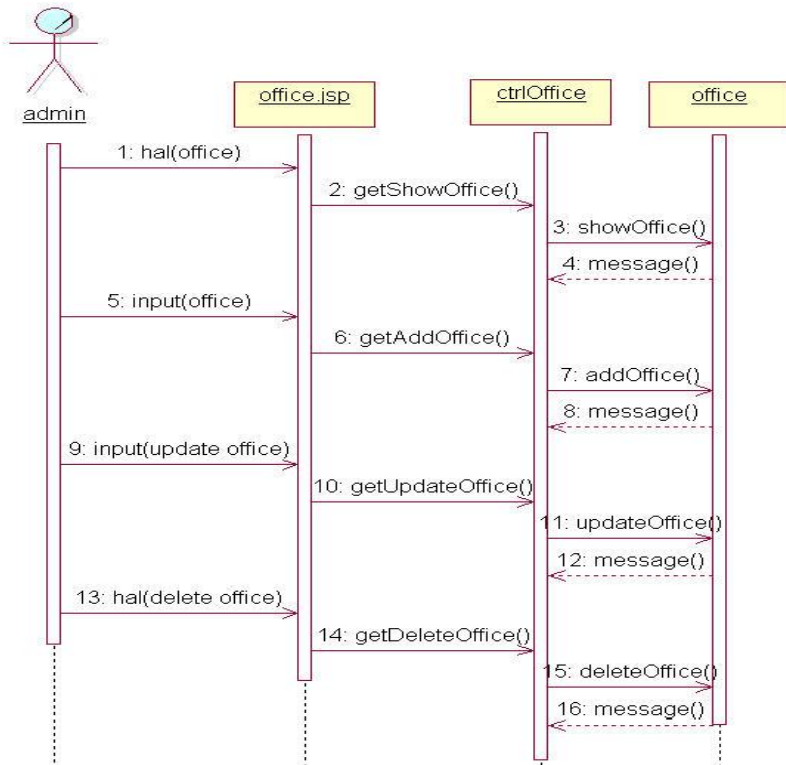 admin
office.jsp
ctrlOffice
office
1: hal(office)
2: getShowOffice()
3: showOffice()
4: message()
5: input(office)
6: getAddOffice()
7: addOffice()
8: message()
9: input(update office)
10: getUpdateOffice()
11: updateOffice()
12: message()
13: hal(delete office)
14: getDeleteOffice()
15: deleteOffice()
16: message()